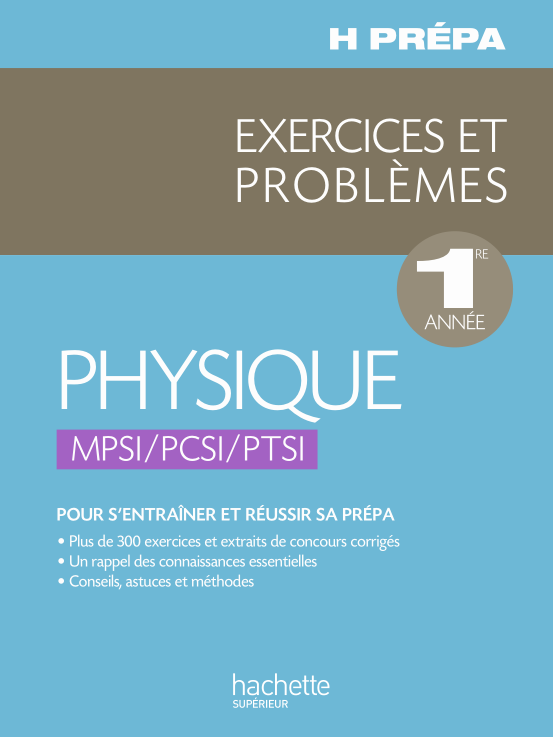 H PRÉPA
EXERCICES ET
PROBLÈMES
1RE
ANNÉE
PHYSIQUE
MPSI/PCSI/PTSI
POUR S'ENTRAÎNER ET RÉUSSIR SA PRÉPA
• Plus de 300 exercices et extraits de concours corrigés
• Un rappel des connaissances essentielles
• Conseils, astuces et méthodes
hachette
SUPÉRIEUR